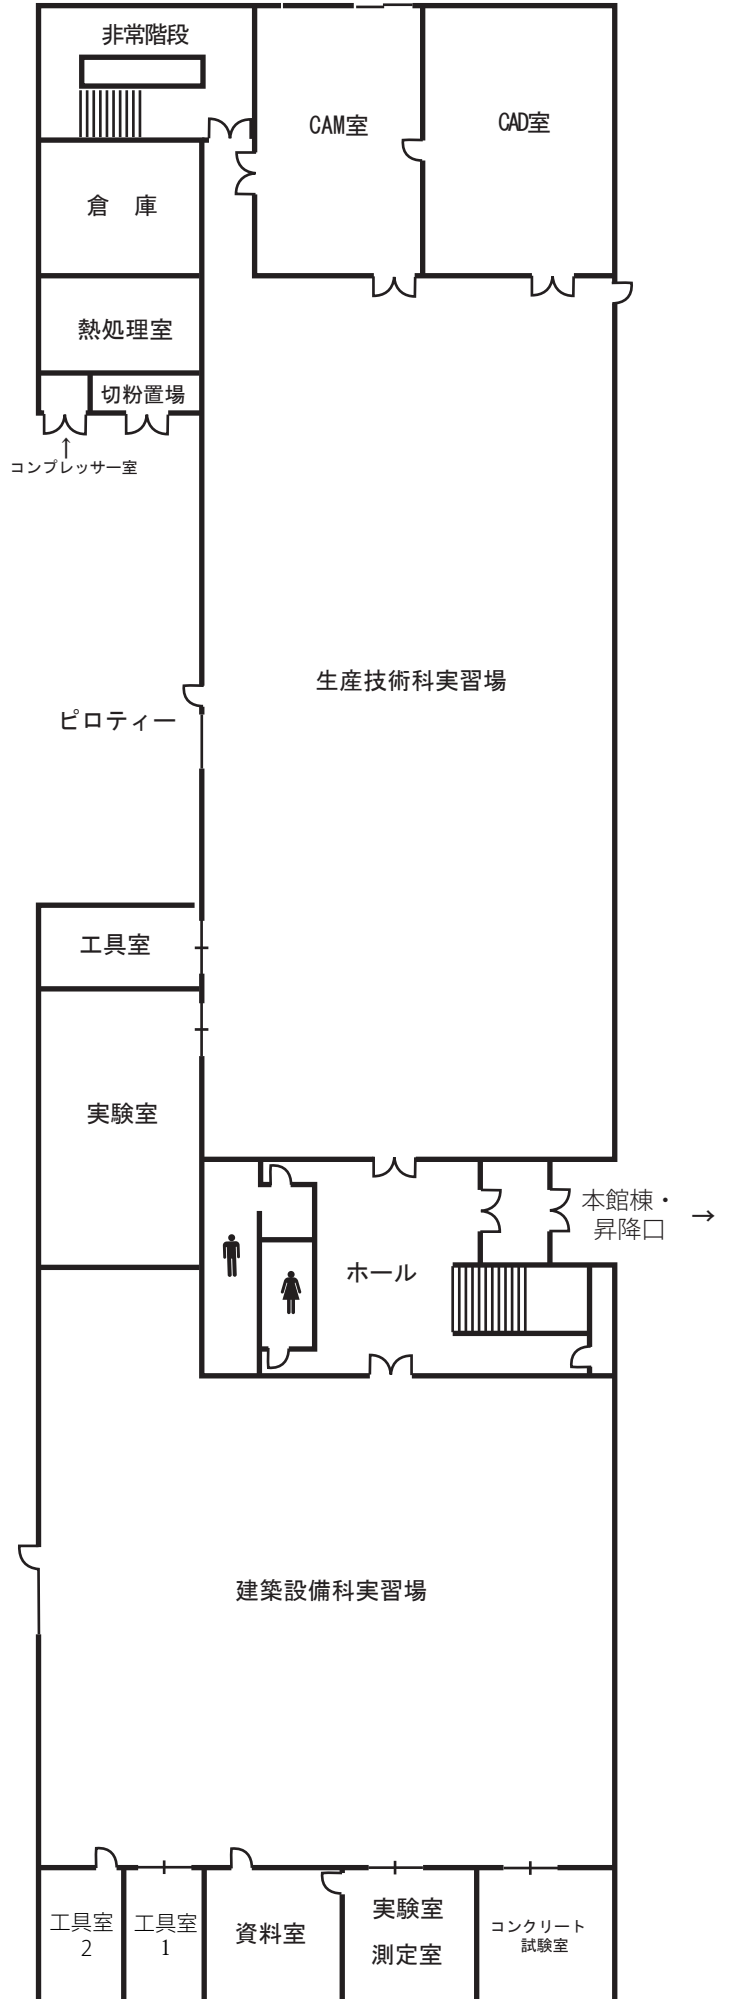 非常階段
CAM室
CAD室
倉　庫
熱処理室
切粉置場
↑
コンプレッサー室
生産技術科実習場
ピロティー
工具室
実験室
本館棟・
昇降口 →
ホール
建築設備科実習場
工具室
2
工具室
1
資料室
実験室
測定室
コンクリート
試験室